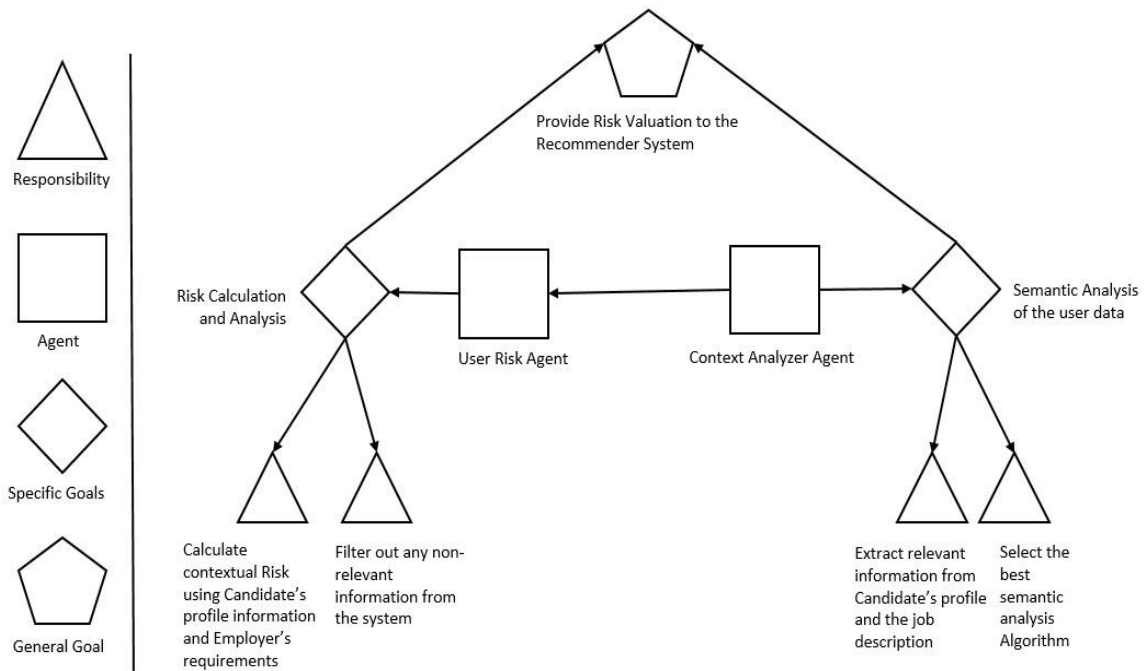 Responsibility
Agent
Specific Goals
General Goal
Provide Risk Valuation to the
Recommender System
Risk Calculation
and Analysis
User Risk Agent
Context Analyzer Agent
Semantic Analysis
of the user data
Calculate
contextual Risk
using Candidate’s
profile information
and Employer’s
requirements
Filter out any non-
relevant
information from
the system
Extract relevant
information from
Candidate’s profile
and the job
description
Select the
best
semantic
analysis
Algorithm